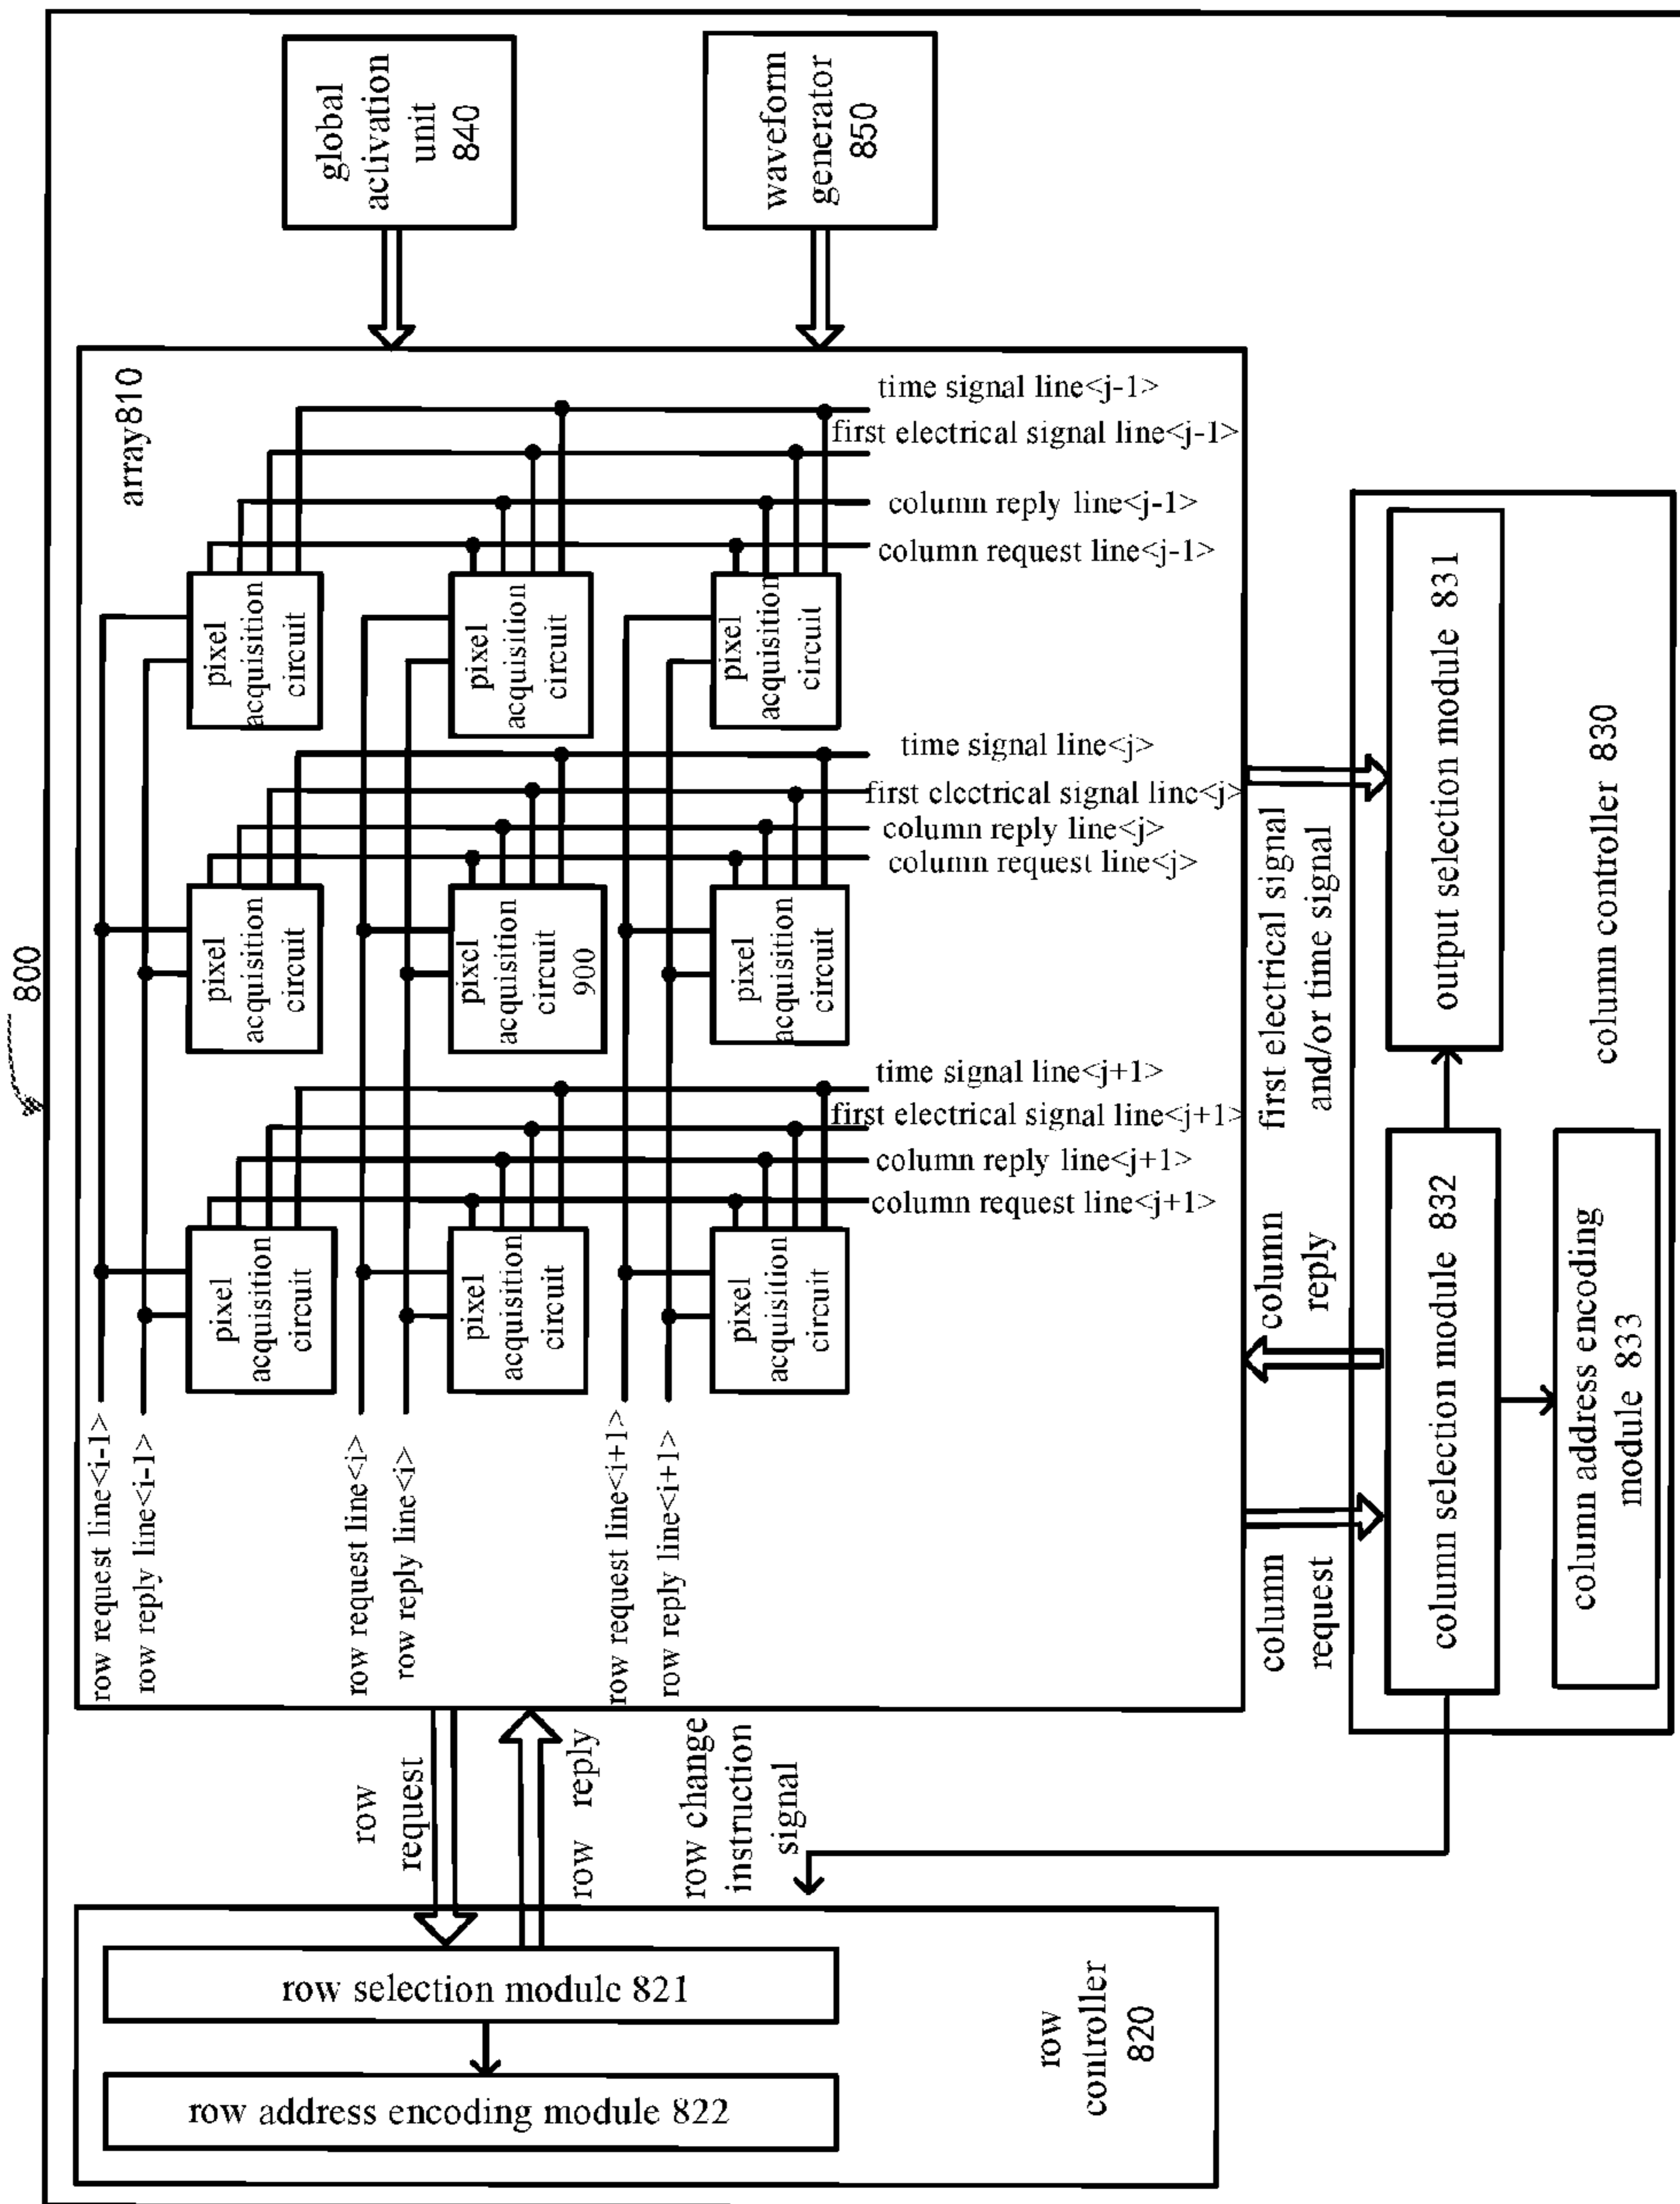 800
global
activation
unit
840
waveform
generator
850
array810
time signal line<j-1>
first electrical signal line<j-1>
column reply line<j-1>
column request line<j-1>
pixel
acquisition
circuit
pixel
acquisition
circuit
pixel
acquisition
circuit
time signal line<j>
first electrical signal line<j>
column reply line<j>
column request line<j>
pixel
acquisition
circuit
pixel
acquisition
circuit
900
pixel
acquisition
circuit
time signal line<j+1>
first electrical signal line<j+1>
column reply line<j+1>
column request line<j+1>
pixel
acquisition
circuit
pixel
acquisition
circuit
pixel
acquisition
circuit
row request line<i-1>
row reply line<i-1>
row request line<i>
row reply line<i>
row request line<i+1>
row reply line<i+1>
first electrical signal
and/or time signal
column
reply
column
request
output selection module 831
column controller 830
column selection module 832
column address encoding
module 833
row
request
row reply
row change
instruction
signal
row selection module 821
row address encoding module 822
row
controller
820